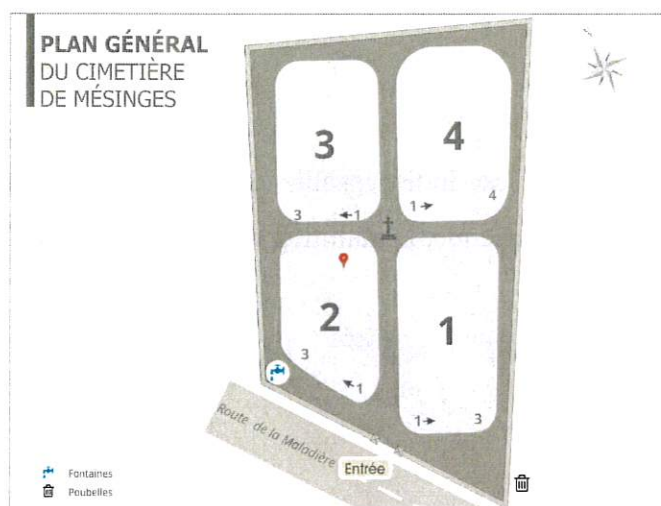 PLAN GÉNÉRAL
DU CIMETIÈRE
DE MÉSINGES
3
4
3
1
1
4
2
1
3
1
1
3
Route de la Maladière
Entrée
Fontaines
Poubelles